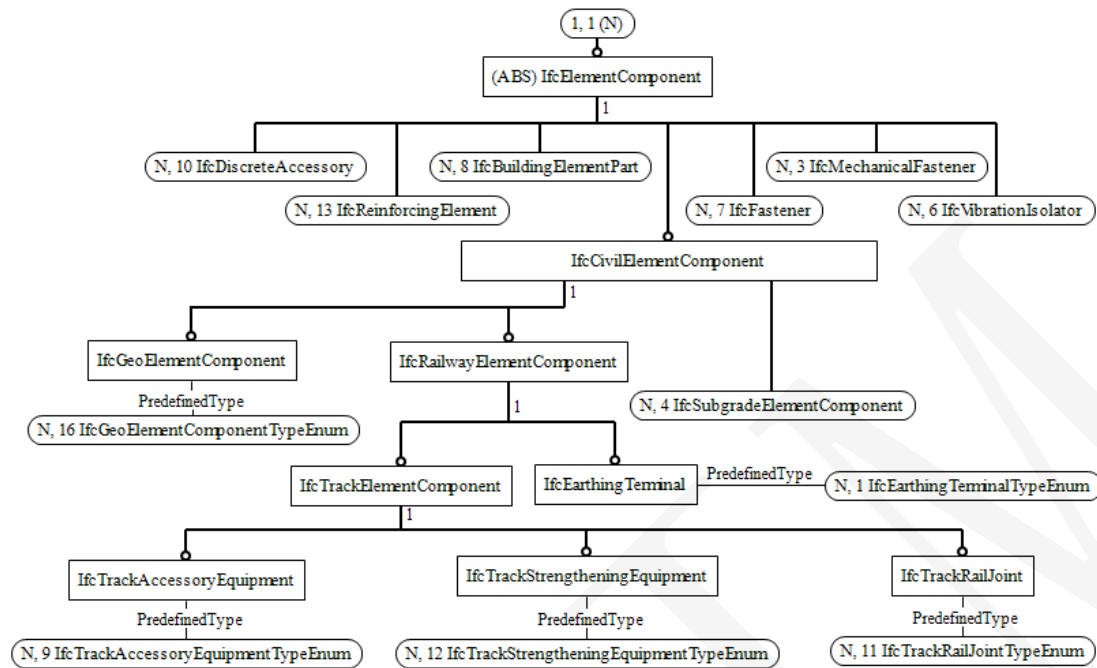 1, 1 (N)
(ABS) IfcElementComponent
1
N, 10 IfcDiscreteAccessory
N, 8 IfcBuildingElementPart
N, 3 IfcMechanicalFastener
N, 13 IfcReinforcingElement
N, 7 IfcFastener
N, 6 IfcVibrationIsolator
IfcCivilElementComponent
1
IfcGeoElementComponent
IfcRailwayElementComponent
PredefinedType
N, 16 IfcGeoElementComponentTypeEnum
1
N, 4 IfcSubgradeElementComponent
IfcTrackElementComponent
IfcEarthingTerminal
PredefinedType
N, 1 IfcEarthingTerminalTypeEnum
1
IfcTrackAccessoryEquipment
IfcTrackStrengtheningEquipment
IfcTrackRailJoint
PredefinedType
PredefinedType
PredefinedType
N, 9 IfcTrackAccessoryEquipmentTypeEnum
N, 12 IfcTrackStrengtheningEquipmentTypeEnum
N, 11 IfcTrackRailJointTypeEnum